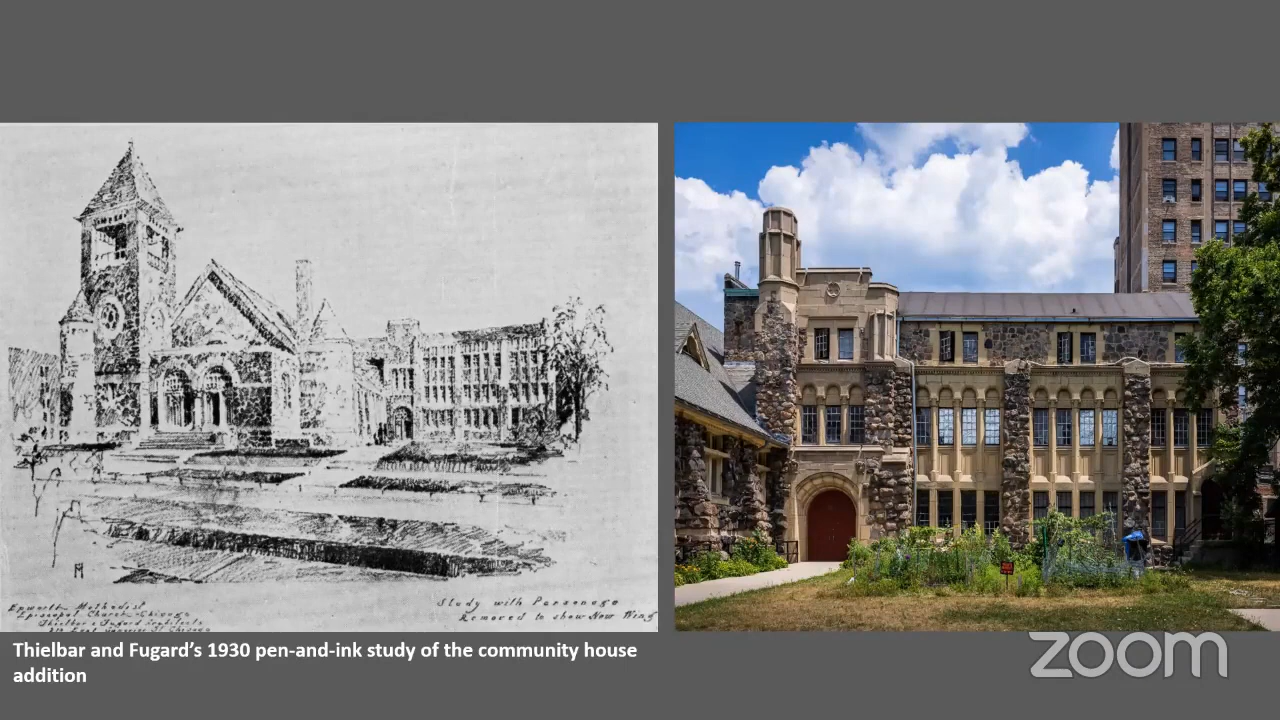 Epworth Methodist
Episcopal Church - Chicago
Thielbar & Fugard Architects
Study with Parsonage
Removed to show New Wing
Thielbar and Fugard’s 1930 pen-and-ink study of the community house
addition
zoom